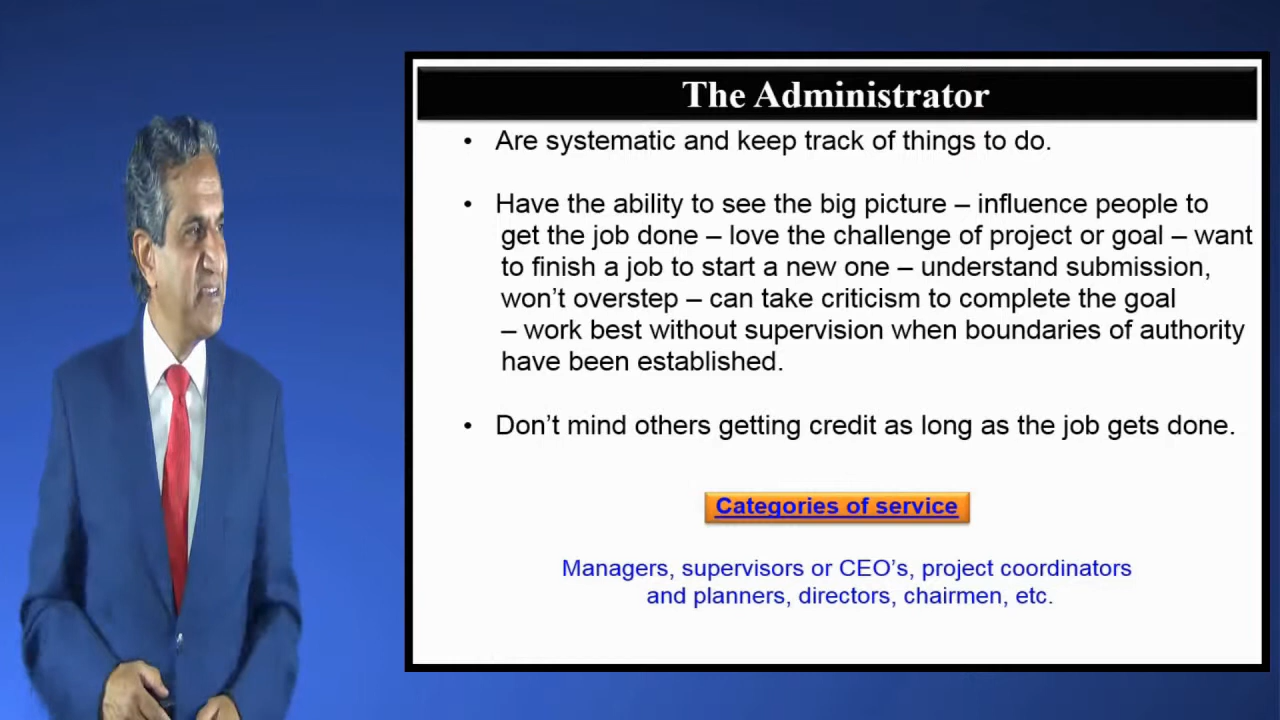 The Administrator
• Are systematic and keep track of things to do.
• Have the ability to see the big picture – influence people to
get the job done – love the challenge of project or goal – want
to finish a job to start a new one – understand submission,
won’t overstep – can take criticism to complete the goal
– work best without supervision when boundaries of authority
have been established.
• Don’t mind others getting credit as long as the job gets done.
Categories of service
Managers, supervisors or CEO’s, project coordinators
and planners, directors, chairmen, etc.